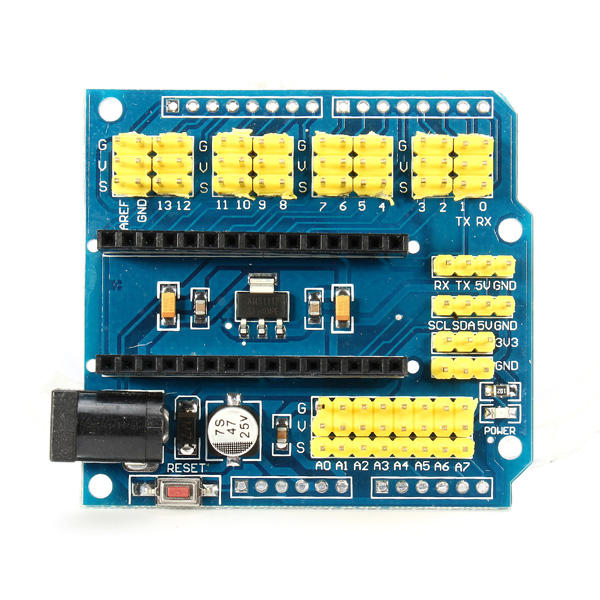 G
V
S
AREF
GND
13 12
G
V
S
11 10 9 8
G
V
S
7 6 5 4
G
V
S
3 2 1 0
TX RX
RX TX 5V GND
SCL SDA 5V GND
3V3
GND
AMS1117
POWER
7S
47
25V
G
V
S
A0 A1 A2 A3 A4 A5 A6 A7
RESET